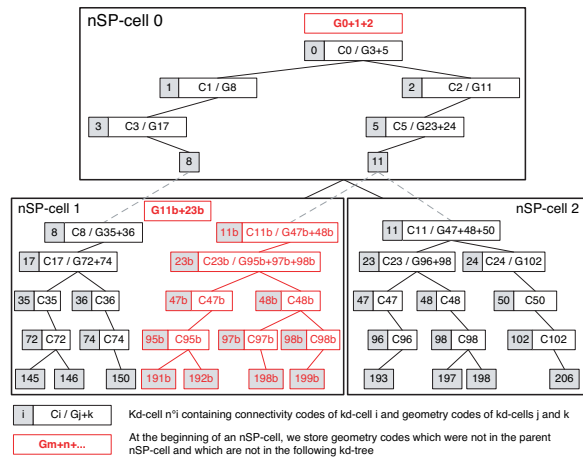 nSP-cell 0
G0+1+2
0 C0 / G3+5
1 C1 / G8
2 C2 / G11
3 C3 / G17
5 C5 / G23+24
8
11
nSP-cell 1
G11b+23b
nSP-cell 2
8 C8 / G35+36
11b C11b / G47b+48b
11 C11 / G47+48+50
17 C17 / G72+74
23b C23b / G95b+97b+98b
23 C23 / G96+98
24 C24 / G102
35 C35
36 C36
47b C47b
48b C48b
47 C47
48 C48
50 C50
72 C72
74 C74
95b C95b
97b C97b
98b C98b
96 C96
98 C98
102 C102
145
146
150
191b
192b
198b
199b
193
197
198
206
i Ci / Gj+k
Kd-cell n°i containing connectivity codes of kd-cell i and geometry codes of kd-cells j and k
Gm+n+...
At the beginning of an nSP-cell, we store geometry codes which were not in the parent
nSP-cell and which are not in the following kd-tree